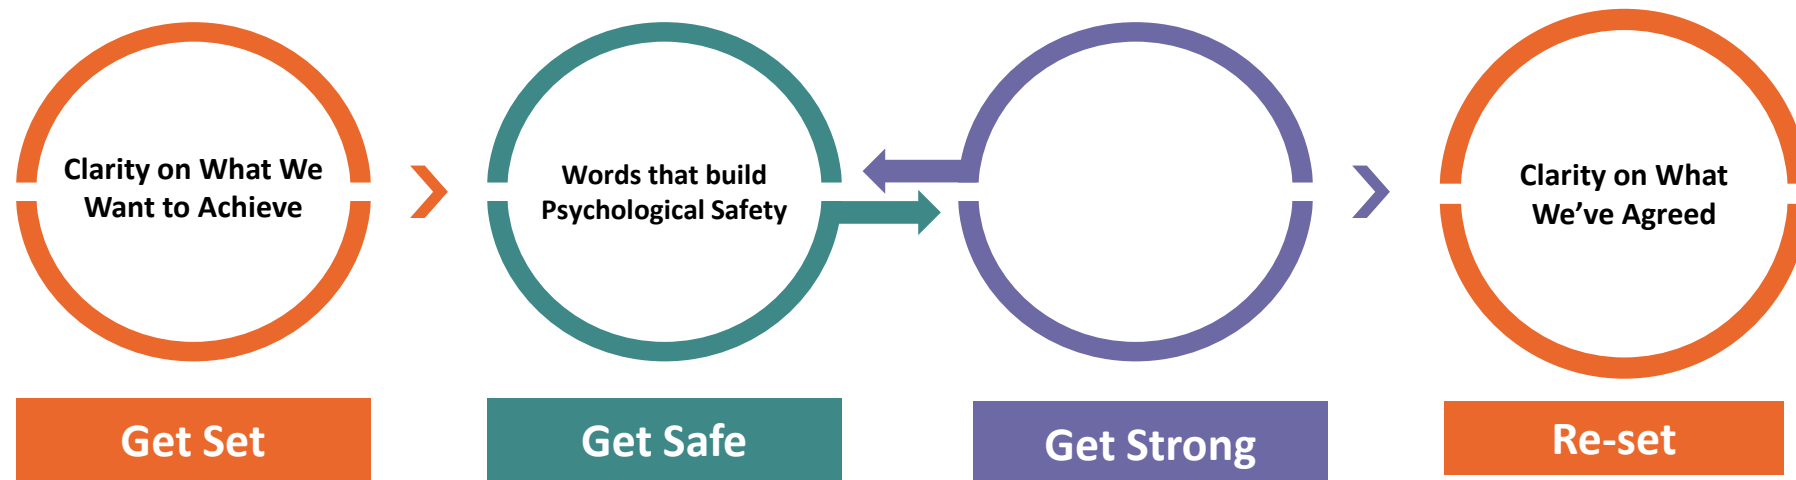 Clarity on What We
Want to Achieve
Words that build
Psychological Safety
Clarity on What
We’ve Agreed
Get Set
Get Safe
Get Strong
Re-set